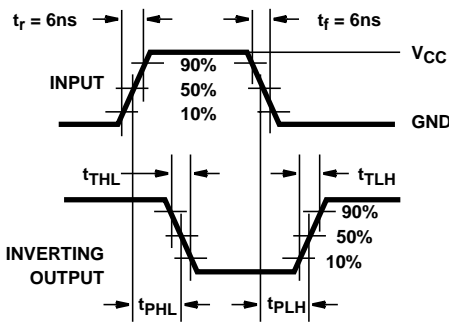 tr = 6ns
tf = 6ns
VCC
90%
INPUT
50%
10%
GND
tTHL
tTLH
90%
50%
INVERTING
OUTPUT
10%
tPHL
tPLH